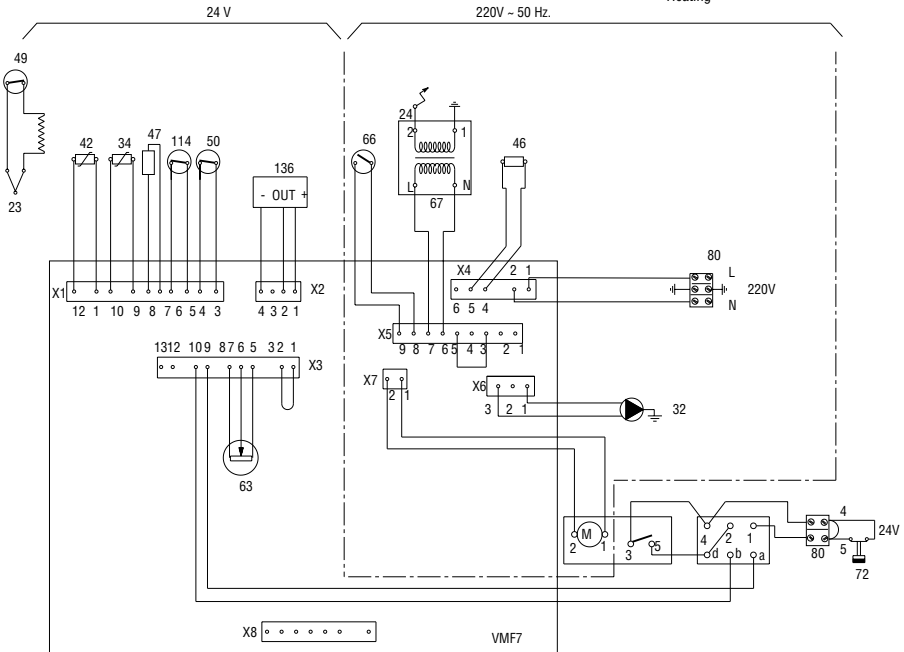 Heating
24 V
220V ~ 50 Hz.
49
23
42
34
47
114
50
136
- OUT +
66
24
2
1
L
N
67
46
80
L
220V
N
X1
12 1 10 9 8 7 6 5 4 3
X2
4 3 2 1
X4
2 1
6 5 4
X5
9 8 7 6 5 4 3 2 1
13 12 10 9 8 7 6 5 3 2 1
X3
63
X7
2 1
X6
3 2 1
32
M
2 1
3 5
4 2 1
d b a
4
24V
80
5
72
X8
VMF7